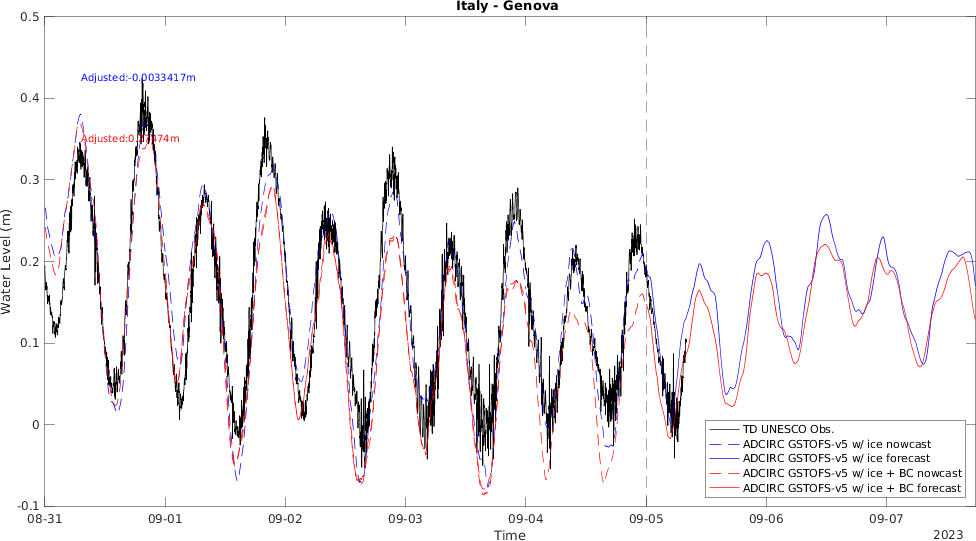 Italy - Genova
0.5
0.4
0.3
0.2
0.1
0
-0.1
Water Level (m)
Adjusted:-0.0033417m
TD UNESCO Obs.
ADCIRC GSTOFS-v5 w/ ice nowcast
ADCIRC GSTOFS-v5 w/ ice forecast
ADCIRC GSTOFS-v5 w/ ice + BC nowcast
ADCIRC GSTOFS-v5 w/ ice + BC forecast
08-31 09-01 09-02 09-03 09-04 09-05 09-06 09-07
Time
2023